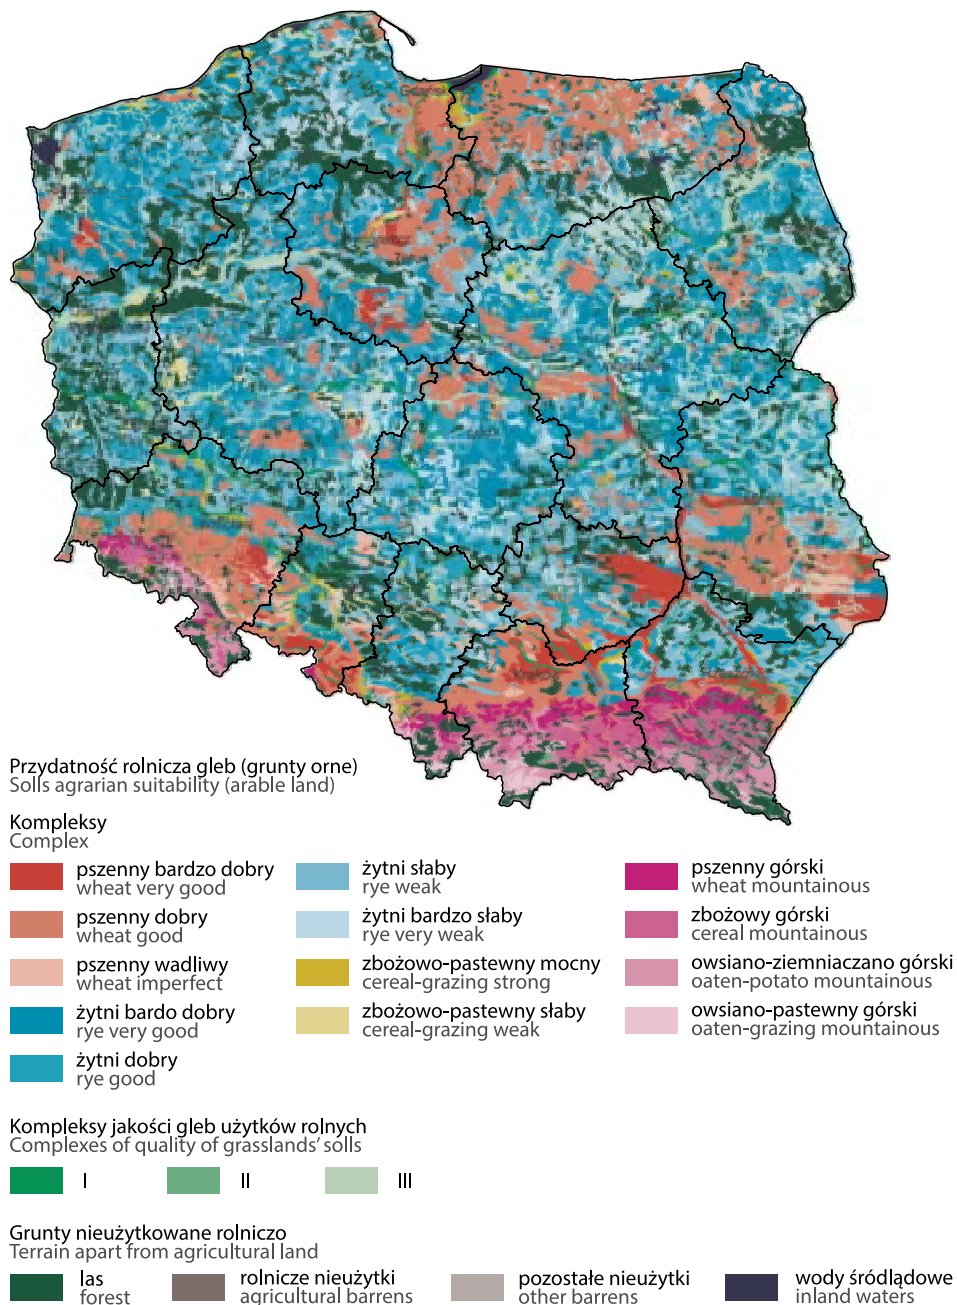 Przydatność rolnicza gleb (grunty orne)
Solls agrarian suitability (arable land)
Kompleksy
Complex
pszenny bardzo dobry
wheat very good
pszenny dobry
wheat good
pszenny wadliwy
wheat imperfect
żytni bardo dobry
rye very good
żytni dobry
rye good
żytni słaby
rye weak
żytni bardzo słaby
rye very weak
zbożowo-pastewny mocny
cereal-grazing strong
zbożowo-pastewny słaby
cereal-grazing weak
pszenny górski
wheat mountainous
zbożowy górski
cereal mountainous
owsiano-ziemniaczano górski
oaten-potato mountainous
owsiano-pastewny górski
oaten-grazing mountainous
Kompleksy jakości gleb użytków rolnych
Complexes of quality of grasslands' solls
I
II
III
Grunty nieużytkowane rolniczo
Terrain apart from agricultural land
las
forest
rolnicze nieużytki
agricultural barrens
pozostałe nieużytki
other barrens
wody śródlądowe
inland waters